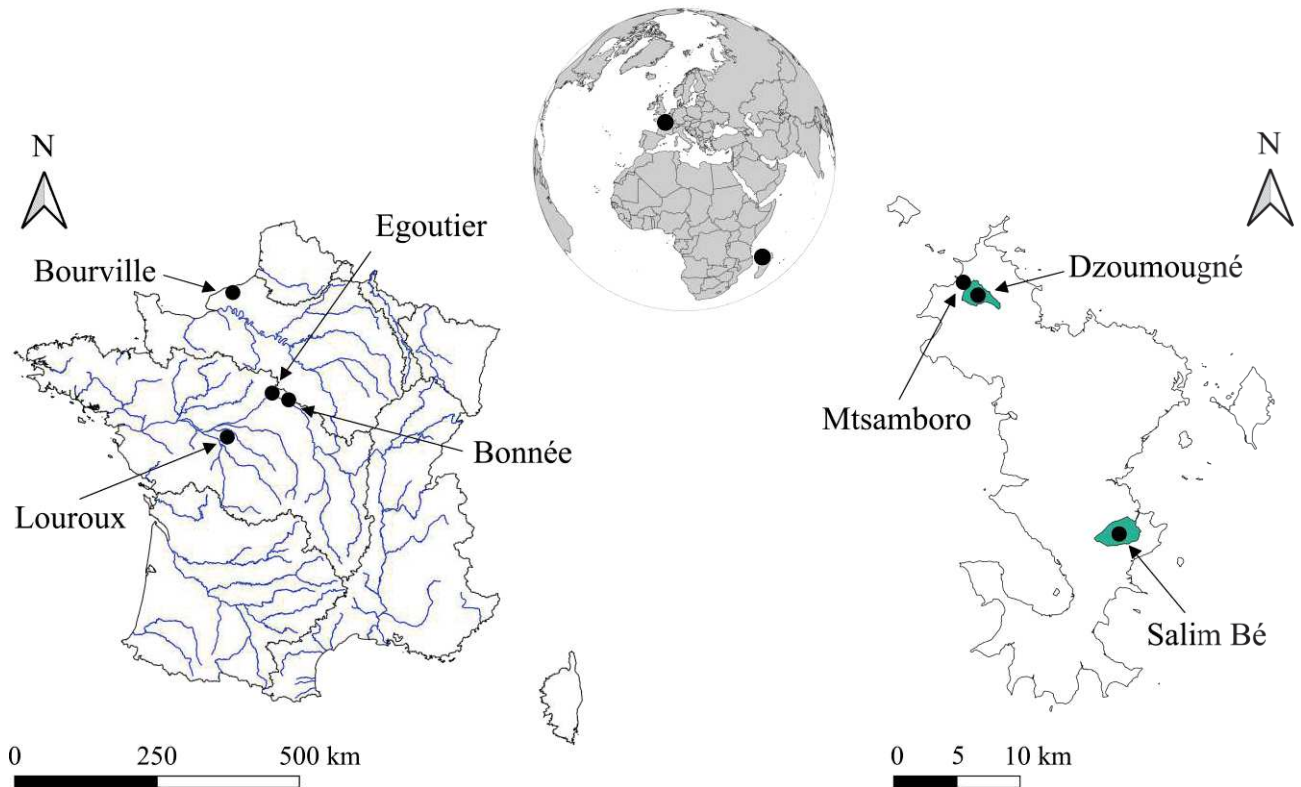 N
Egoutier
Bourville
Bonnée
Louroux
0 250 500 km
N
Dzoumougné
Mtsamboro
Salim Bé
0 5 10 km